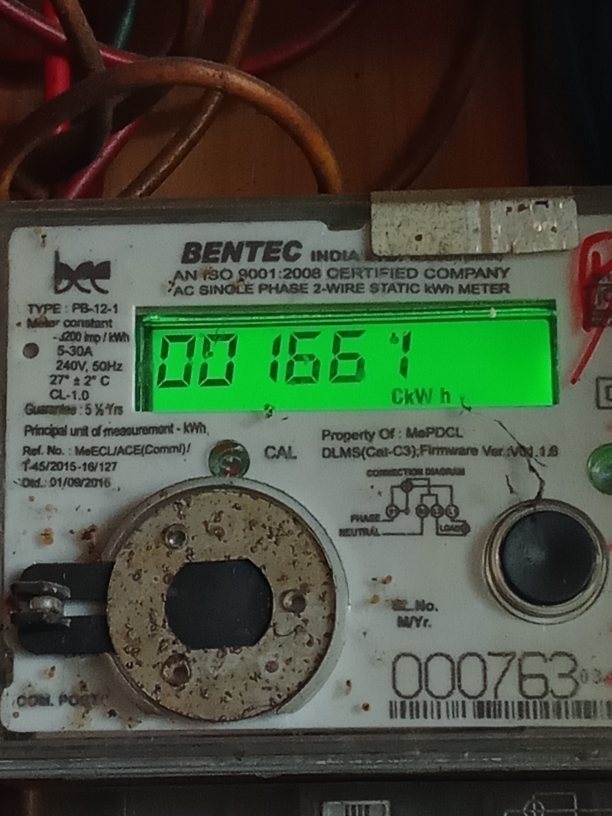 bec
BENTEC INDIA
AN ISO 9001:2008 CERTIFIED COMPANY
AC SINGLE PHASE 2-WIRE STATIC kWh METER
TYPE : PB-12-1
Meter constant
imp / kWh
5-30A
240V, 50Hz
27° ± 2° C
CL-1.0
Guarantee : 5 ½ Yrs
001661
CkW h
Principal unit of measurement - kWh
Ref. No. : MeECL/ACE(Comml)/
T-45/2015-16/127
Dtd.: 01/09/2016
CAL
Property Of : MePDCL
DLMS(Cat-C3);Firmware Ver.:
CONNECTION DIAGRAM
PHASE
NEUTRAL
LOAD
SL.No.
M/Yr.
000763
COM. PORT